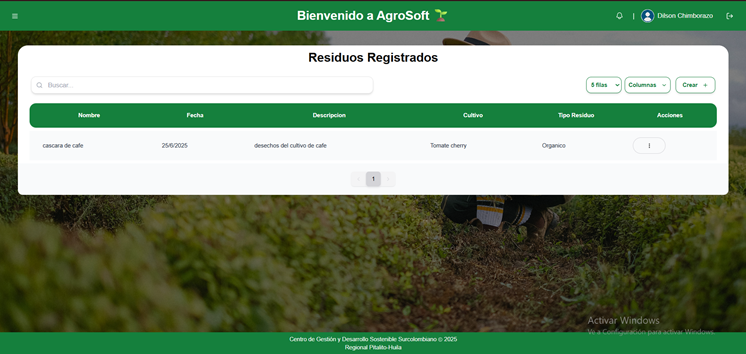 Bienvenido a AgroSoft
| Dilson Chimborazo
Residuos Registrados
Buscar...
5 filas
Columnas
Crear +
Nombre Fecha Descripcion Cultivo Tipo Residuo Acciones
cascara de cafe 25/6/2025 desechos del cultivo de cafe Tomate cherry Organico
1
Activar Windows
Ve a Configuración para activar Windows.
Centro de Gestión y Desarrollo Sostenible Surcolombiano © 2025
Regional Pitalito-Huila